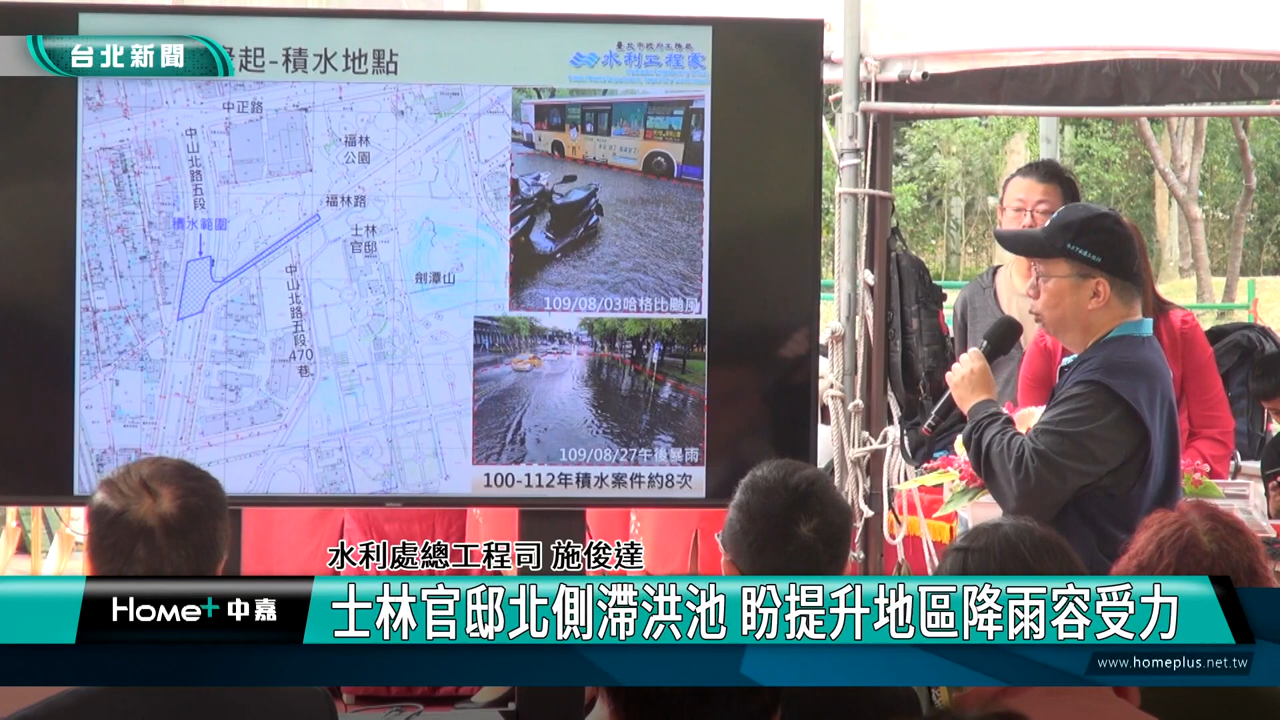 台北新聞
緣起-積水地點
臺北市政府工務局
水利工程處
中正路
中山北路五段
福林
公園
福林路
積水範圍
士林
官邸
劍潭山
中山北路五段
470
巷
109/08/03哈格比颱風
109/08/27午後暴雨
100-112年積水案件約8次
水利處總工程司 施俊達
Home+中嘉
士林官邸北側滯洪池 盼提升地區降雨容受力
www.homeplus.net.tw